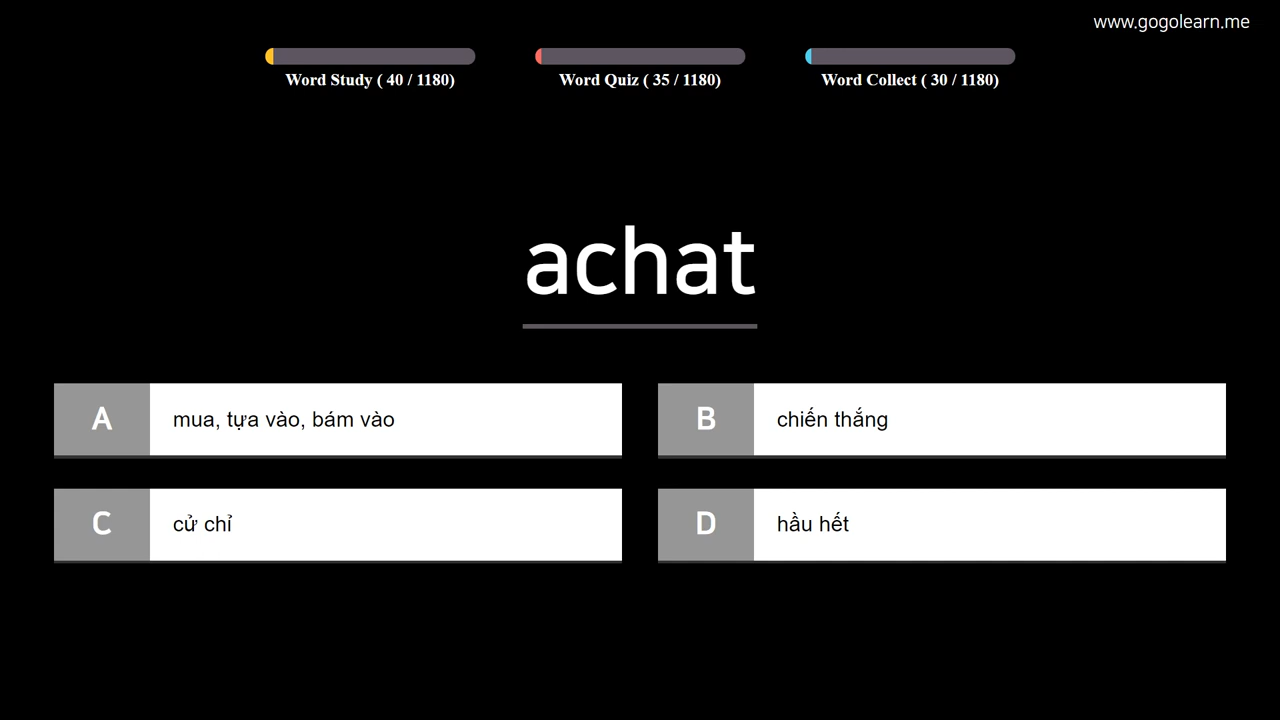 www.gogolearn.me
Word Study ( 40 / 1180)
Word Quiz ( 35 / 1180)
Word Collect ( 30 / 1180)
achat
A mua, tựa vào, bám vào
B chiến thắng
C cử chỉ
D hầu hết